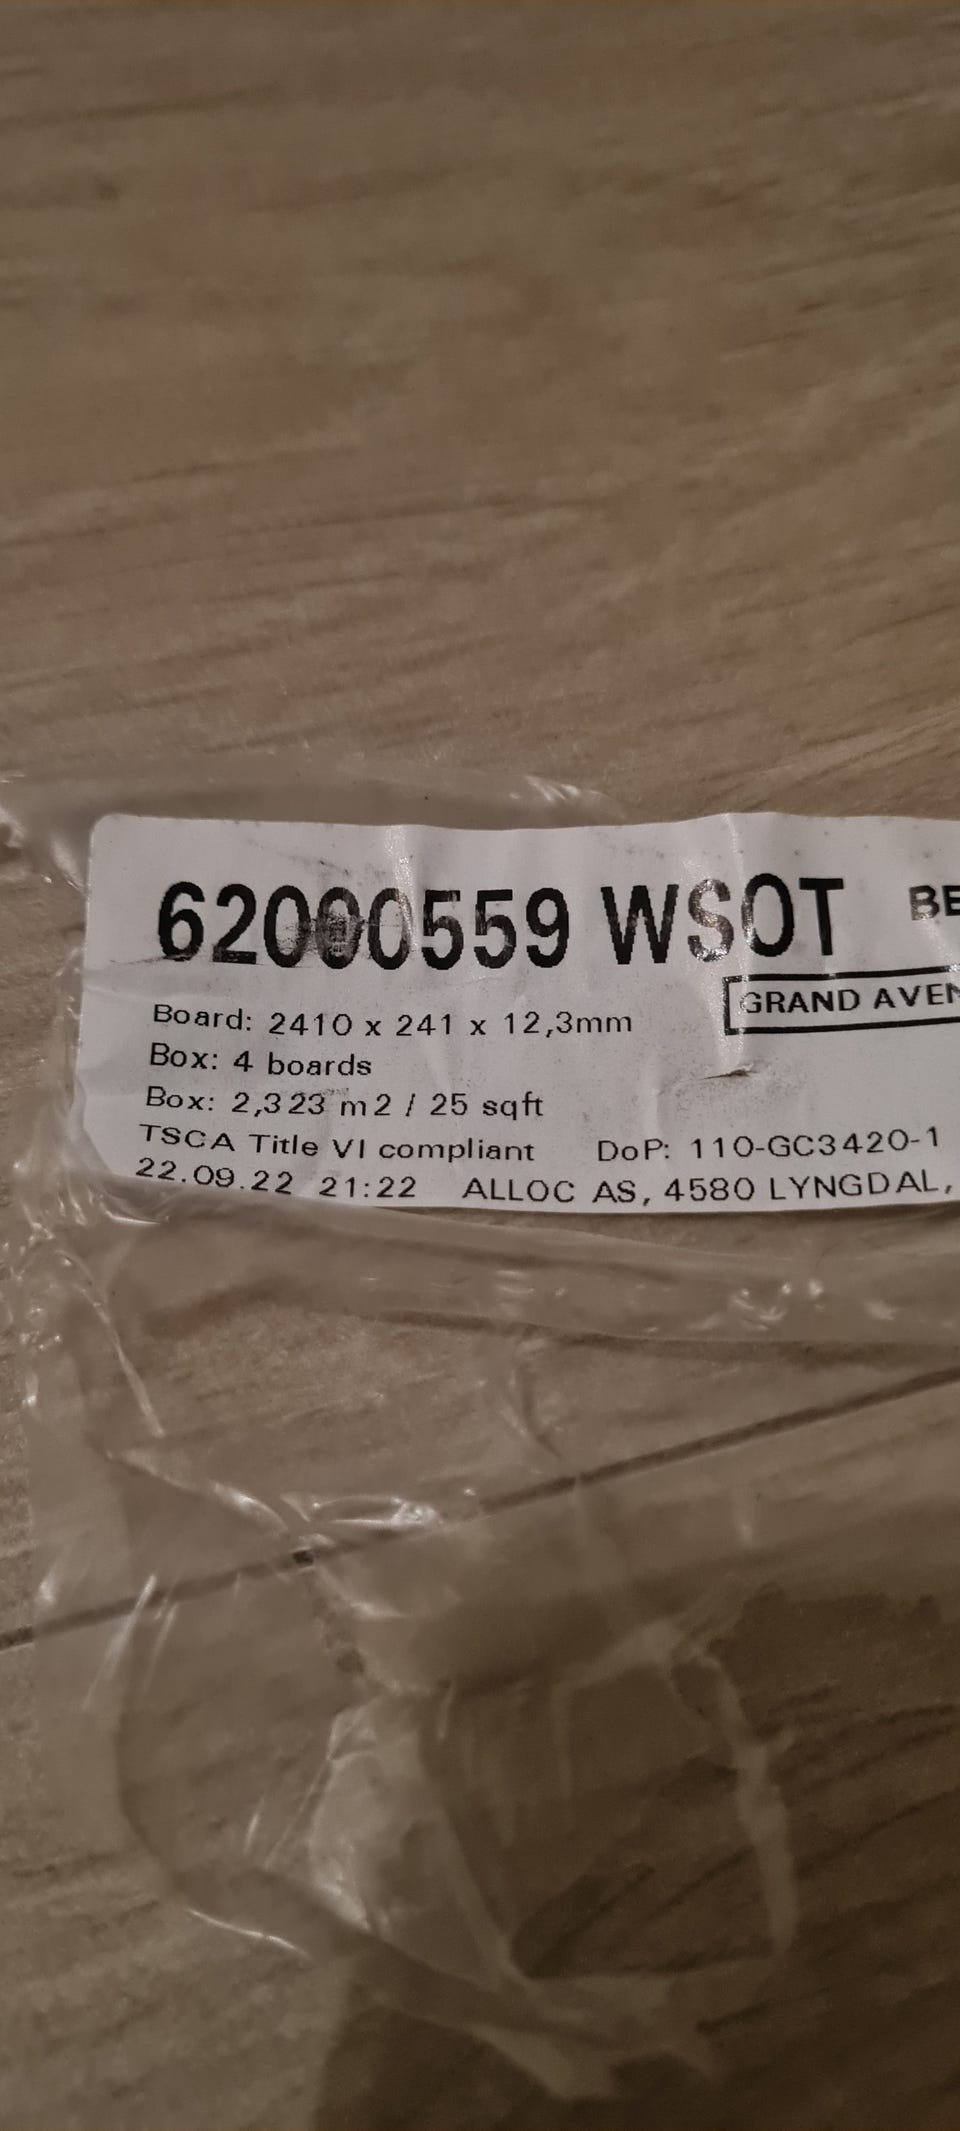 62000559 WSOT BE
GRAND AVEN
Board: 2410 x 241 x 12,3mm
Box: 4 boards
Box: 2,323 m2 / 25 sqft
TSCA Title VI compliant DoP: 110-GC3420-1
22.09.22 21:22 ALLOC AS, 4580 LYNGDAL,